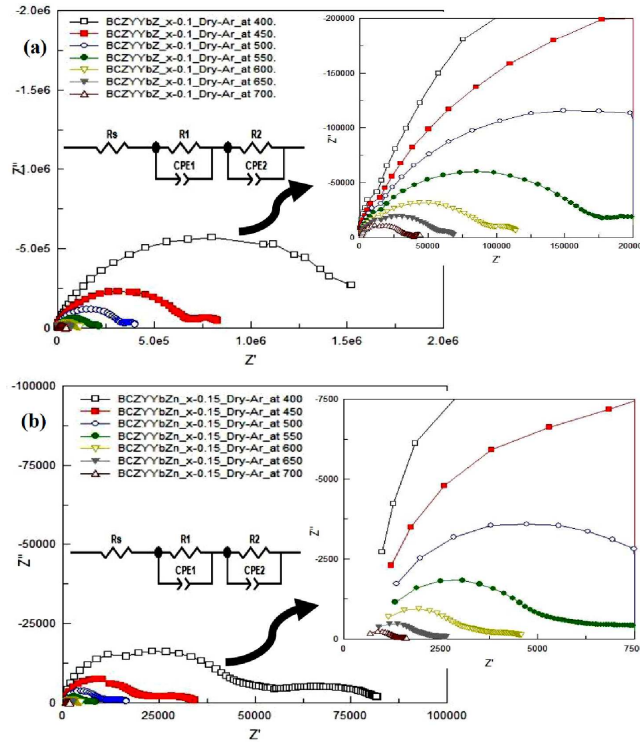 (a)
-2.0e6
-1.5e6
-1.0e6
-5.0e5
0
Z''
BCZYYbZ_x-0.1_Dry-Ar_at 400.
BCZYYbZ_x-0.1_Dry-Ar_at 450.
BCZYYbZ_x-0.1_Dry-Ar_at 500.
BCZYYbZ_x-0.1_Dry-Ar_at 550.
BCZYYbZ_x-0.1_Dry-Ar_at 600.
BCZYYbZ_x-0.1_Dry-Ar_at 650.
BCZYYbZ_x-0.1_Dry-Ar_at 700.
Rs R1 R2
CPE1 CPE2
0 5.0e5 1.0e6 1.5e6 2.0e6
Z'
-200000
-150000
-100000
-50000
0
Z''
0 50000 100000 150000 20000
Z'
(b)
-100000
-75000
-50000
-25000
0
Z''
BCZYYbZn_x-0.15_Dry-Ar_at 400
BCZYYbZn_x-0.15_Dry-Ar_at 450
BCZYYbZn_x-0.15_Dry-Ar_at 500
BCZYYbZn_x-0.15_Dry-Ar_at 550
BCZYYbZn_x-0.15_Dry-Ar_at 600
BCZYYbZn_x-0.15_Dry-Ar_at 650
BCZYYbZn_x-0.15_Dry-Ar_at 700
Rs R1 R2
CPE1 CPE2
0 25000 50000 75000 100000
Z'
-7500
-5000
-2500
0
Z''
0 2500 5000 7500
Z'